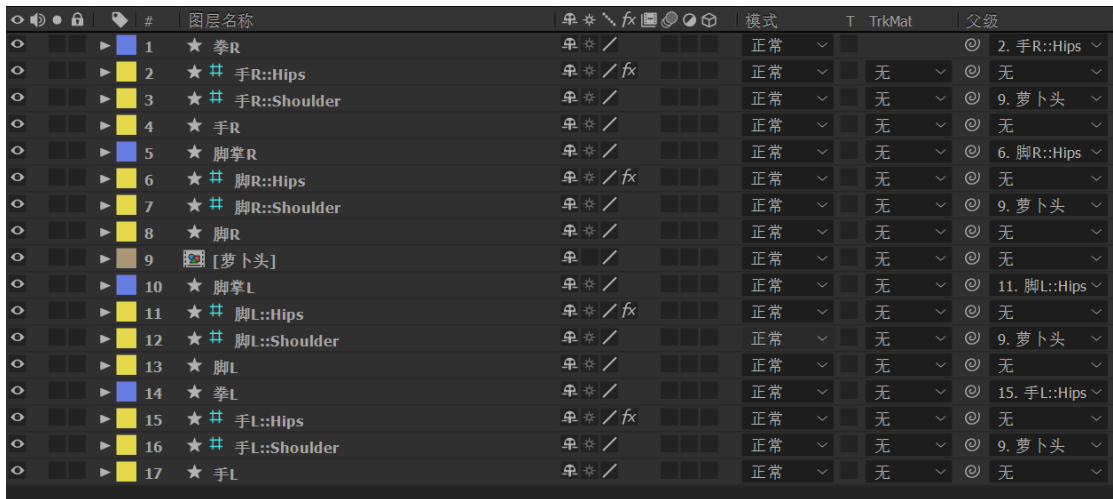 # 图层名称 fx 模式 T TrkMat 父级
1 拳R 正常 2. 手R::Hips
2 手R::Hips fx 正常 无 无
3 手R::Shoulder 正常 无 9. 萝卜头
4 手R 正常 无 无
5 脚掌R 正常 无 6. 脚R::Hips
6 脚R::Hips fx 正常 无 无
7 脚R::Shoulder 正常 无 9. 萝卜头
8 脚R 正常 无 无
9 [萝卜头] 正常 无 无
10 脚掌L 正常 无 11. 脚L::Hips
11 脚L::Hips fx 正常 无 无
12 脚L::Shoulder 正常 无 9. 萝卜头
13 脚L 正常 无 无
14 拳L 正常 无 15. 手L::Hips
15 手L::Hips fx 正常 无 无
16 手L::Shoulder 正常 无 9. 萝卜头
17 手L 正常 无 无